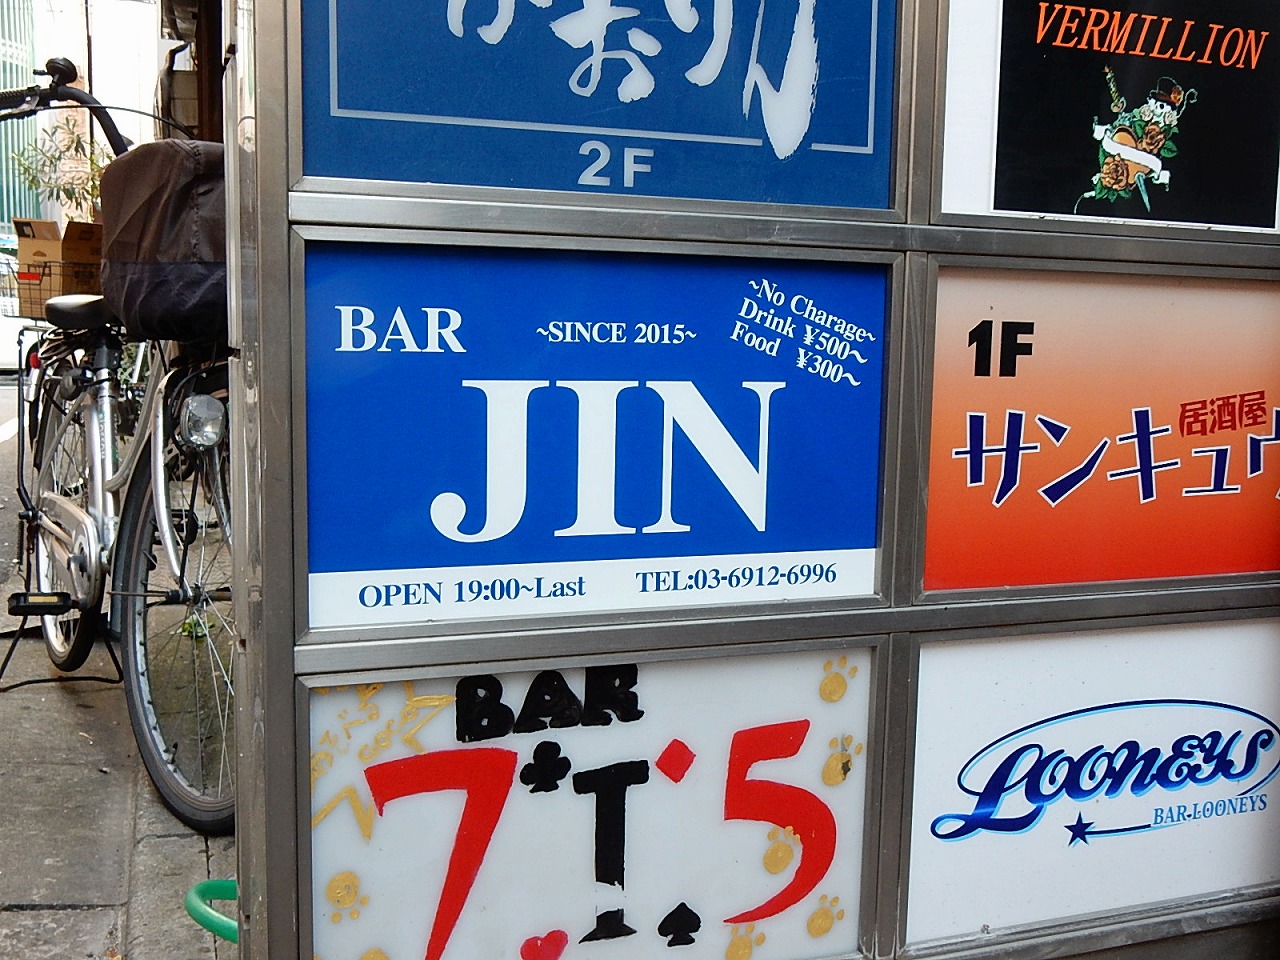 かおりん
2F
VERMILLION
BAR
~SINCE 2015~
~No Charage~
Drink ¥500~
Food ¥300~
JIN
OPEN 19:00~Last
TEL:03-6912-6996
1F
居酒屋
サンキュウ
BAR
7.T.5
LOONEYS
BAR-LOONEYS